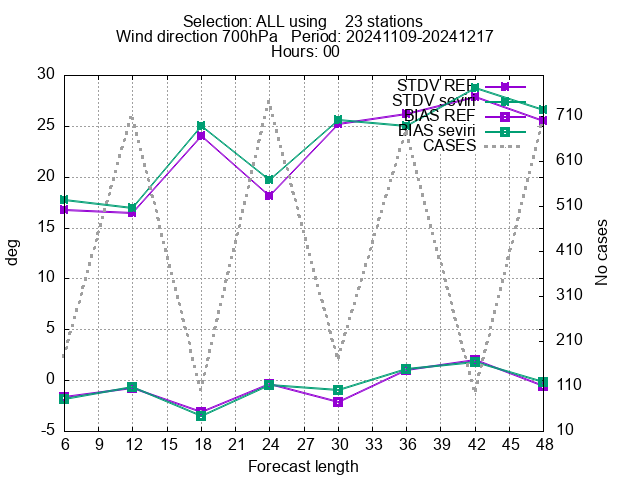 Selection: ALL using    23 stations
Wind direction 700hPa   Period: 20241109-20241217
Hours: 00
STDV REF
STDV seviri
BIAS REF
BIAS seviri
CASES
30
25
20
15
10
5
0
-5
deg
710
610
510
410
310
210
110
10
No cases
6 9 12 15 18 21 24 27 30 33 36 39 42 45 48
Forecast length